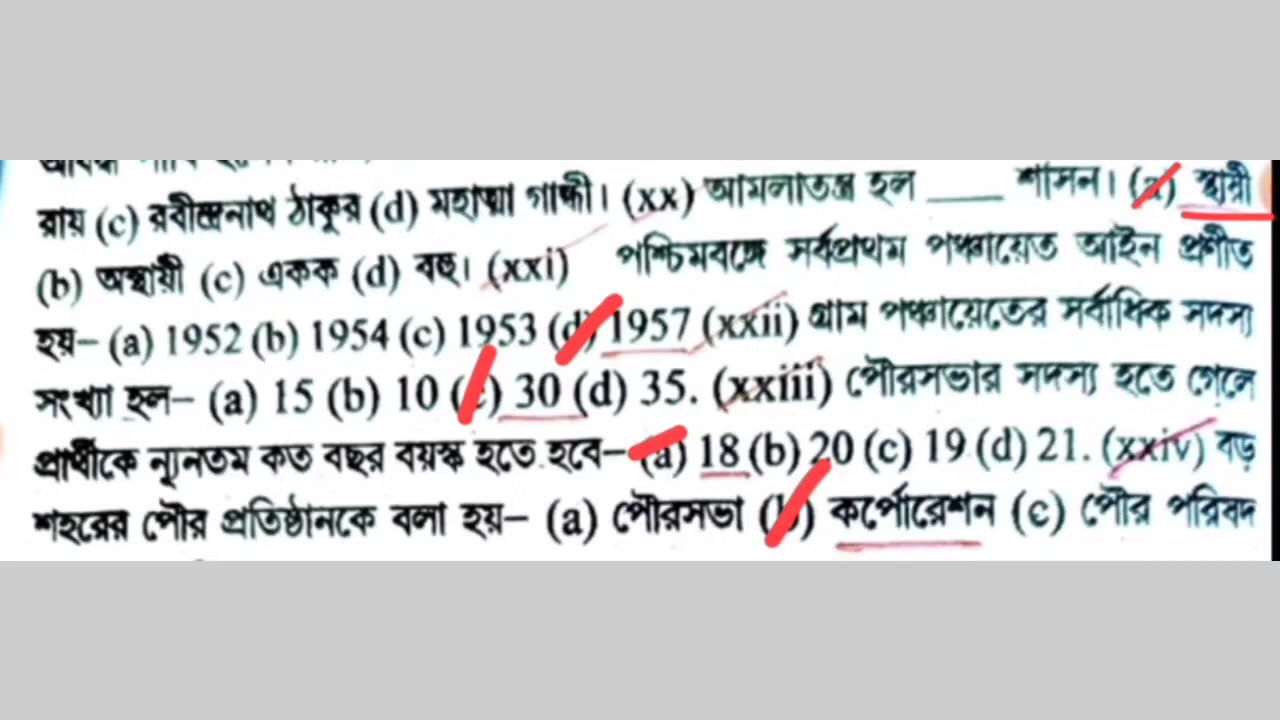 রায় (c) রবীন্দ্রনাথ ঠাকুর (d) মহাত্মা গান্ধী। (xx) আমলাতন্ত্র হল ____ শাসন। (a) স্থায়ী
(b) অস্থায়ী (c) একক (d) বহু। (xxi) পশ্চিমবঙ্গে সর্বপ্রথম পঞ্চায়েত আইন প্রণীত
হয়– (a) 1952 (b) 1954 (c) 1953 (d) 1957 (xxii) গ্রাম পঞ্চায়েতের সর্বাধিক সদস্য
সংখ্যা হল– (a) 15 (b) 10 (c) 30 (d) 35. (xxiii) পৌরসভার সদস্য হতে গেলে
প্রার্থীকে ন্যূনতম কত বছর বয়স্ক হতে হবে– (a) 18 (b) 20 (c) 19 (d) 21. (xxiv) বড়
শহরের পৌর প্রতিষ্ঠানকে বলা হয়– (a) পৌরসভা (b) কর্পোরেশন (c) পৌর পরিষদ